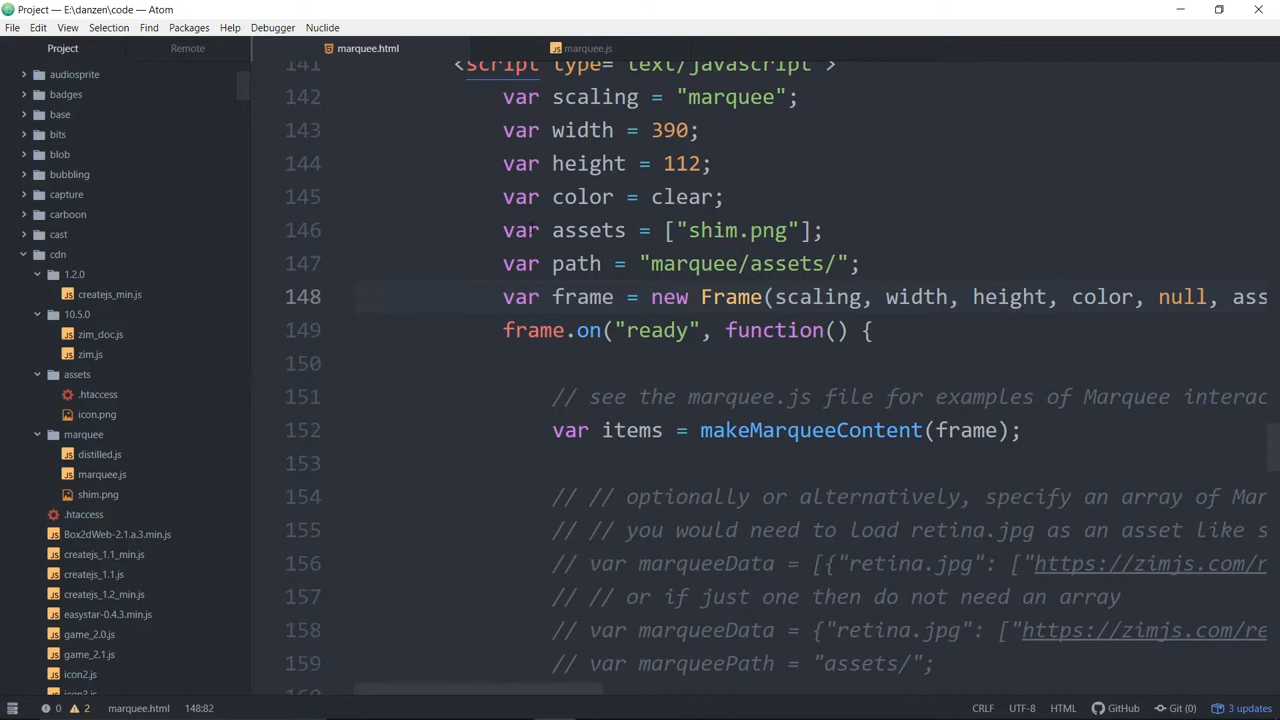 Project — E:\danzen\code — Atom
File Edit View Selection Find Packages Help Debugger Nuclide
Project Remote marquee.html marquee.js
audiosprite
badges
base
bits
blob
bubbling
capture
carboon
cast
cdn
1.2.0
createjs_min.js
10.5.0
zim_doc.js
zim.js
assets
.htaccess
icon.png
marquee
distilled.js
marquee.js
shim.png
.htaccess
Box2dWeb-2.1.a.3.min.js
createjs_1.1_min.js
createjs_1.1.js
createjs_1.2_min.js
easystar-0.4.3.min.js
game_2.0.js
game_2.1.js
icon2.js
icon3.js
141 <script type="text/javascript">
142 var scaling = "marquee";
143 var width = 390;
144 var height = 112;
145 var color = clear;
146 var assets = ["shim.png"];
147 var path = "marquee/assets/";
148 var frame = new Frame(scaling, width, height, color, null, ass
149 frame.on("ready", function() {
150
151 // see the marquee.js file for examples of Marquee interac
152 var items = makeMarqueeContent(frame);
153
154 // // optionally or alternatively, specify an array of Mar
155 // // you would need to load retina.jpg as an asset like s
156 // var marqueeData = [{"retina.jpg": ["https://zimjs.com/r
157 // // or if just one then do not need an array
158 // var marqueeData = {"retina.jpg": ["https://zimjs.com/re
159 // var marqueePath = "assets/";
160
0 2 marquee.html 148:82 CRLF UTF-8 HTML GitHub Git (0) 3 updates